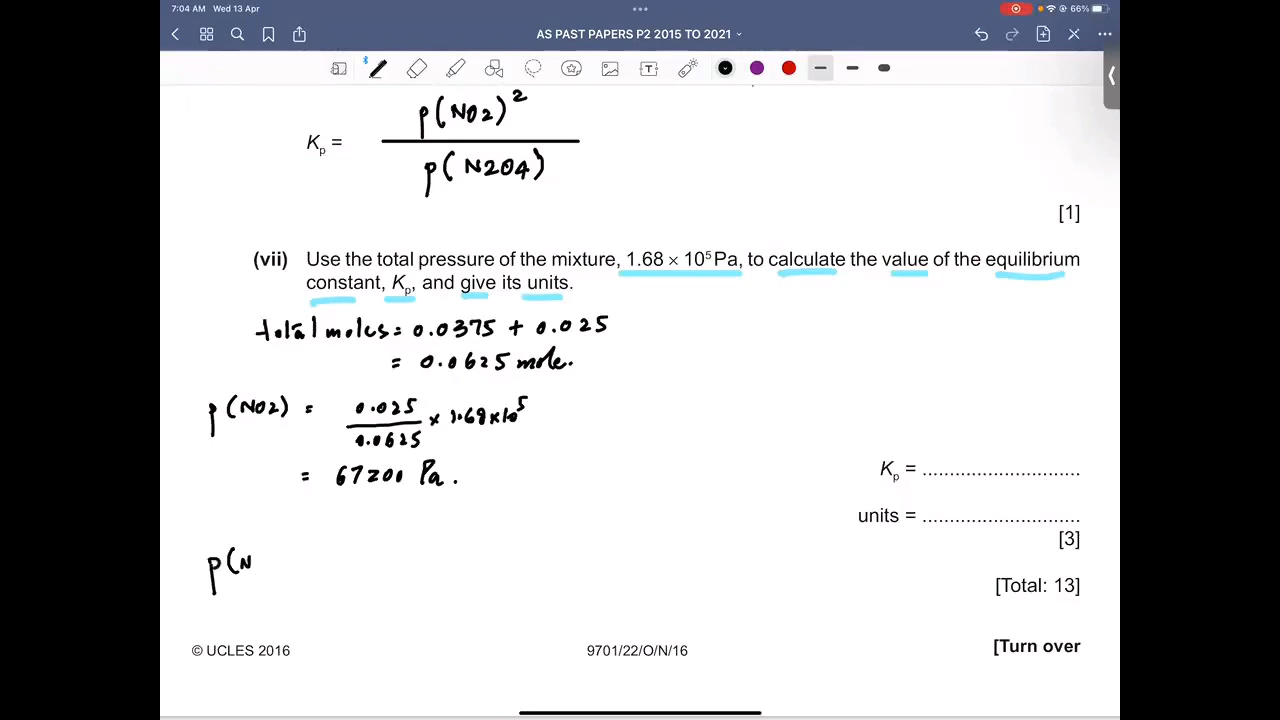 7:04 AM Wed 13 Apr
66%
AS PAST PAPERS P2 2015 TO 2021
p(NO2)²
Kp =
p(N2O4)
[1]
(vii) Use the total pressure of the mixture, 1.68 × 10⁵ Pa, to calculate the value of the equilibrium
constant, Kp, and give its units.
total moles = 0.0375 + 0.025
= 0.0625 mole.
p(NO2) = 0.025 × 1.68×10⁵
0.0625
= 67200 Pa.
Kp = ............................
units = ............................
[3]
p(N
[Total: 13]
© UCLES 2016 9701/22/O/N/16 [Turn over